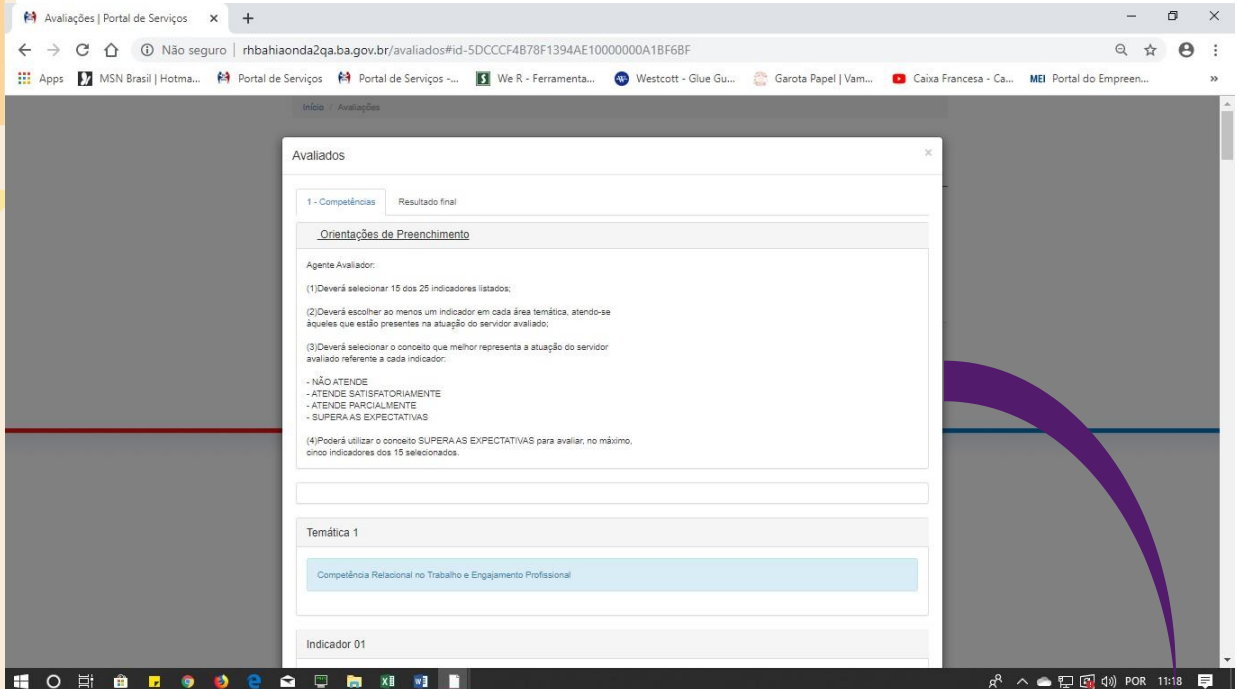 Avaliações | Portal de Serviços
Não seguro | rhbahiaonda2qa.ba.gov.br/avaliados#id-5DCCCF4B78F1394AE10000000A1BF6BF
Apps MSN Brasil | Hotma... Portal de Serviços Portal de Serviços -... We R - Ferramenta... Westcott - Glue Gu... Garota Papel | Vam... Caixa Francesa - Ca... MEI Portal do Empreen... »
Início / Avaliações
Avaliados ×
1 - Competências Resultado final
Orientações de Preenchimento
Agente Avaliador:
(1)Deverá selecionar 15 dos 25 indicadores listados;
(2)Deverá escolher ao menos um indicador em cada área temática, atendo-se
àqueles que estão presentes na atuação do servidor avaliado;
(3)Deverá selecionar o conceito que melhor representa a atuação do servidor
avaliado referente a cada indicador:
- NÃO ATENDE
- ATENDE SATISFATORIAMENTE
- ATENDE PARCIALMENTE
- SUPERA AS EXPECTATIVAS
(4)Poderá utilizar o conceito SUPERA AS EXPECTATIVAS para avaliar, no máximo,
cinco indicadores dos 15 selecionados.
Temática 1
Competência Relacional no Trabalho e Engajamento Profissional
Indicador 01
POR 11:18